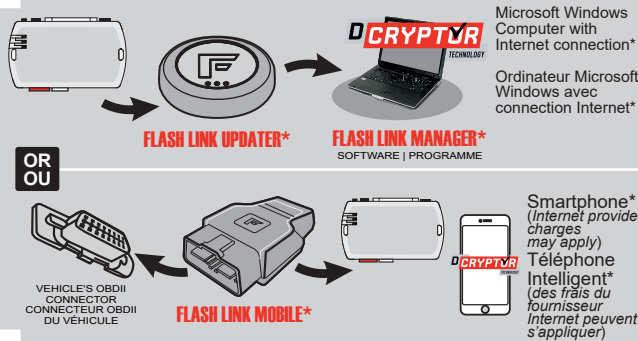 DCRYPTOR
TECHNOLOGY
Microsoft Windows
Computer with
Internet connection*
Ordinateur Microsoft
Windows avec
connection Internet*
FLASH LINK UPDATER*
FLASH LINK MANAGER*
SOFTWARE | PROGRAMME
OR
OU
VEHICLE'S OBDII
CONNECTOR
CONNECTEUR OBDII
DU VÉHICULE
FLASH LINK MOBILE*
DCRYPTOR
TECHNOLOGY
Smartphone*
(Internet provide
charges
may apply)
Téléphone
Intelligent*
(des frais du
fournisseur
Internet peuvent
s'appliquer)